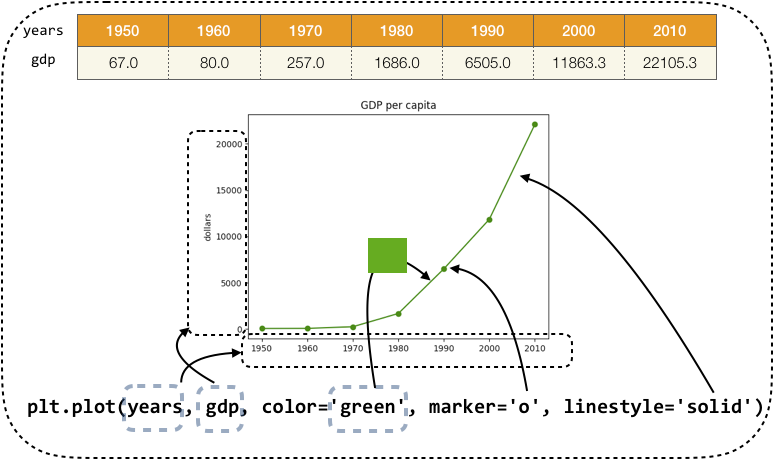 years 1950 1960 1970 1980 1990 2000 2010
gdp 67.0 80.0 257.0 1686.0 6505.0 11863.3 22105.3
GDP per capita
20000
15000
10000
5000
0
dollars
1950 1960 1970 1980 1990 2000 2010
plt.plot(years, gdp, color='green', marker='o', linestyle='solid')